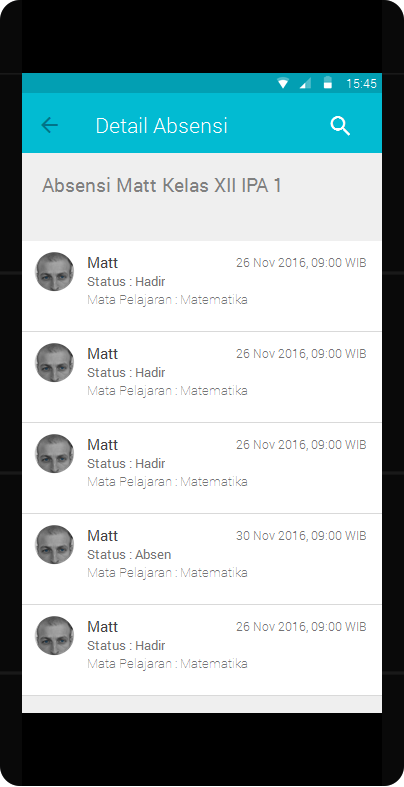 15:45
Detail Absensi
Absensi Matt Kelas XII IPA 1
Matt 26 Nov 2016, 09:00 WIB
Status : Hadir
Mata Pelajaran : Matematika
Matt 26 Nov 2016, 09:00 WIB
Status : Hadir
Mata Pelajaran : Matematika
Matt 26 Nov 2016, 09:00 WIB
Status : Hadir
Mata Pelajaran : Matematika
Matt 30 Nov 2016, 09:00 WIB
Status : Absen
Mata Pelajaran : Matematika
Matt 26 Nov 2016, 09:00 WIB
Status : Hadir
Mata Pelajaran : Matematika